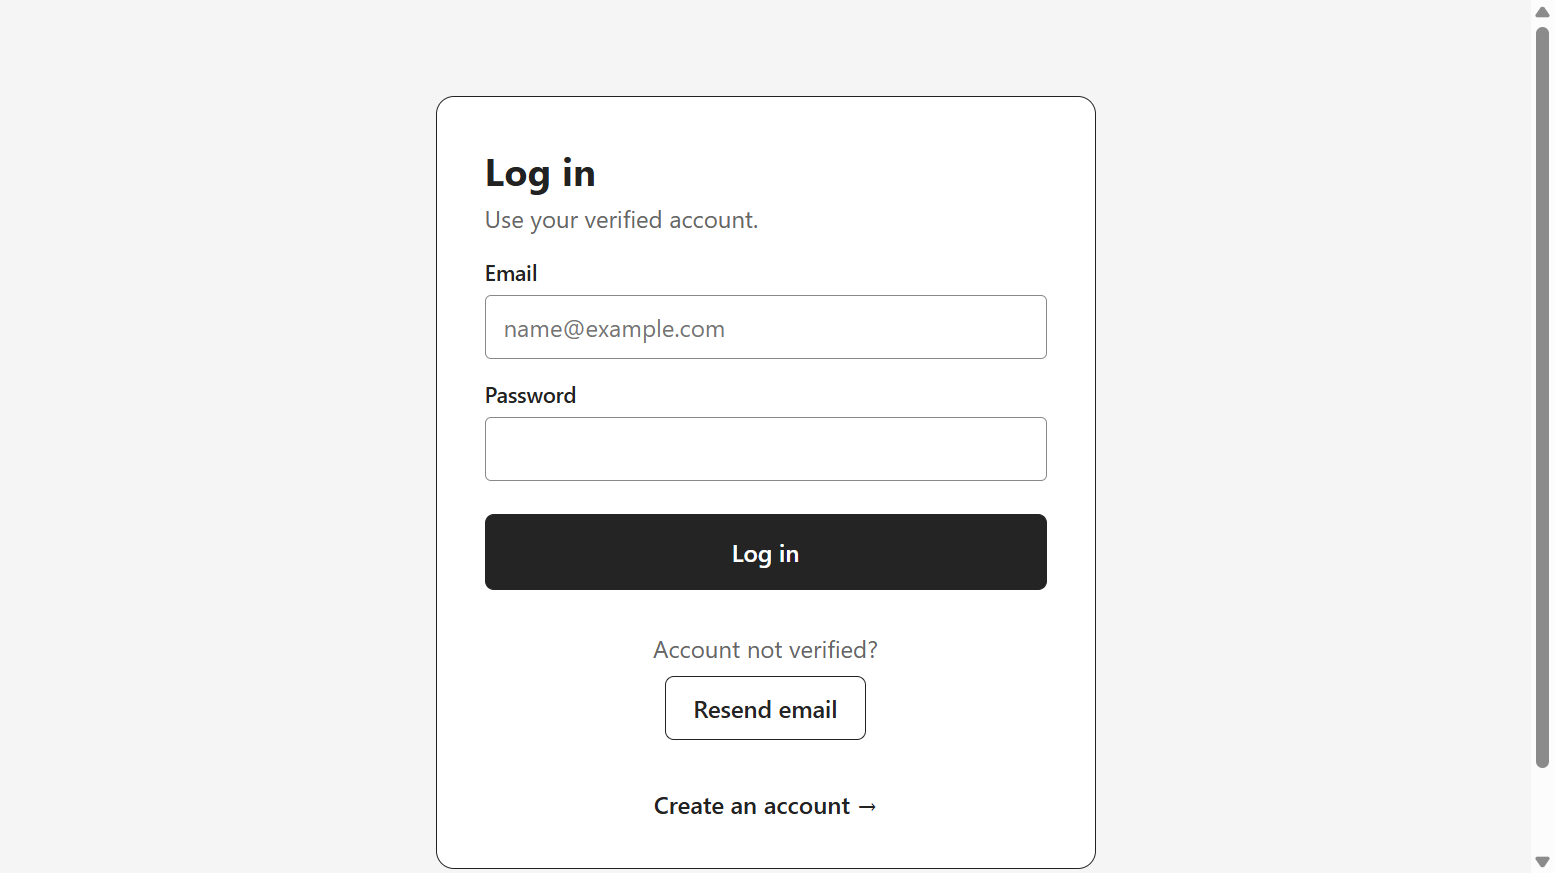 Log in
Use your verified account.
Email
name@example.com
Password
Log in
Account not verified?
Resend email
Create an account →